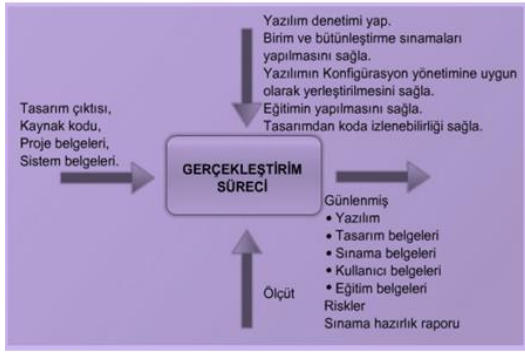 Yazılım denetimi yap.
Birim ve bütünleştirme sınamaları
yapılmasını sağla.
Yazılımın Konfigürasyon yönetimine uygun
olarak yerleştirilmesini sağla.
Eğitimin yapılmasını sağla.
Tasarımdan koda izlenebilirliği sağla.
Tasarım çıktısı,
Kaynak kodu,
Proje belgeleri,
Sistem belgeleri.
GERÇEKLEŞTİRİM
SÜRECİ
Günlenmiş
• Yazılım
• Tasarım belgeleri
• Sınama belgeleri
• Kullanıcı belgeleri
• Eğitim belgeleri
Riskler
Sınama hazırlık raporu
Ölçüt